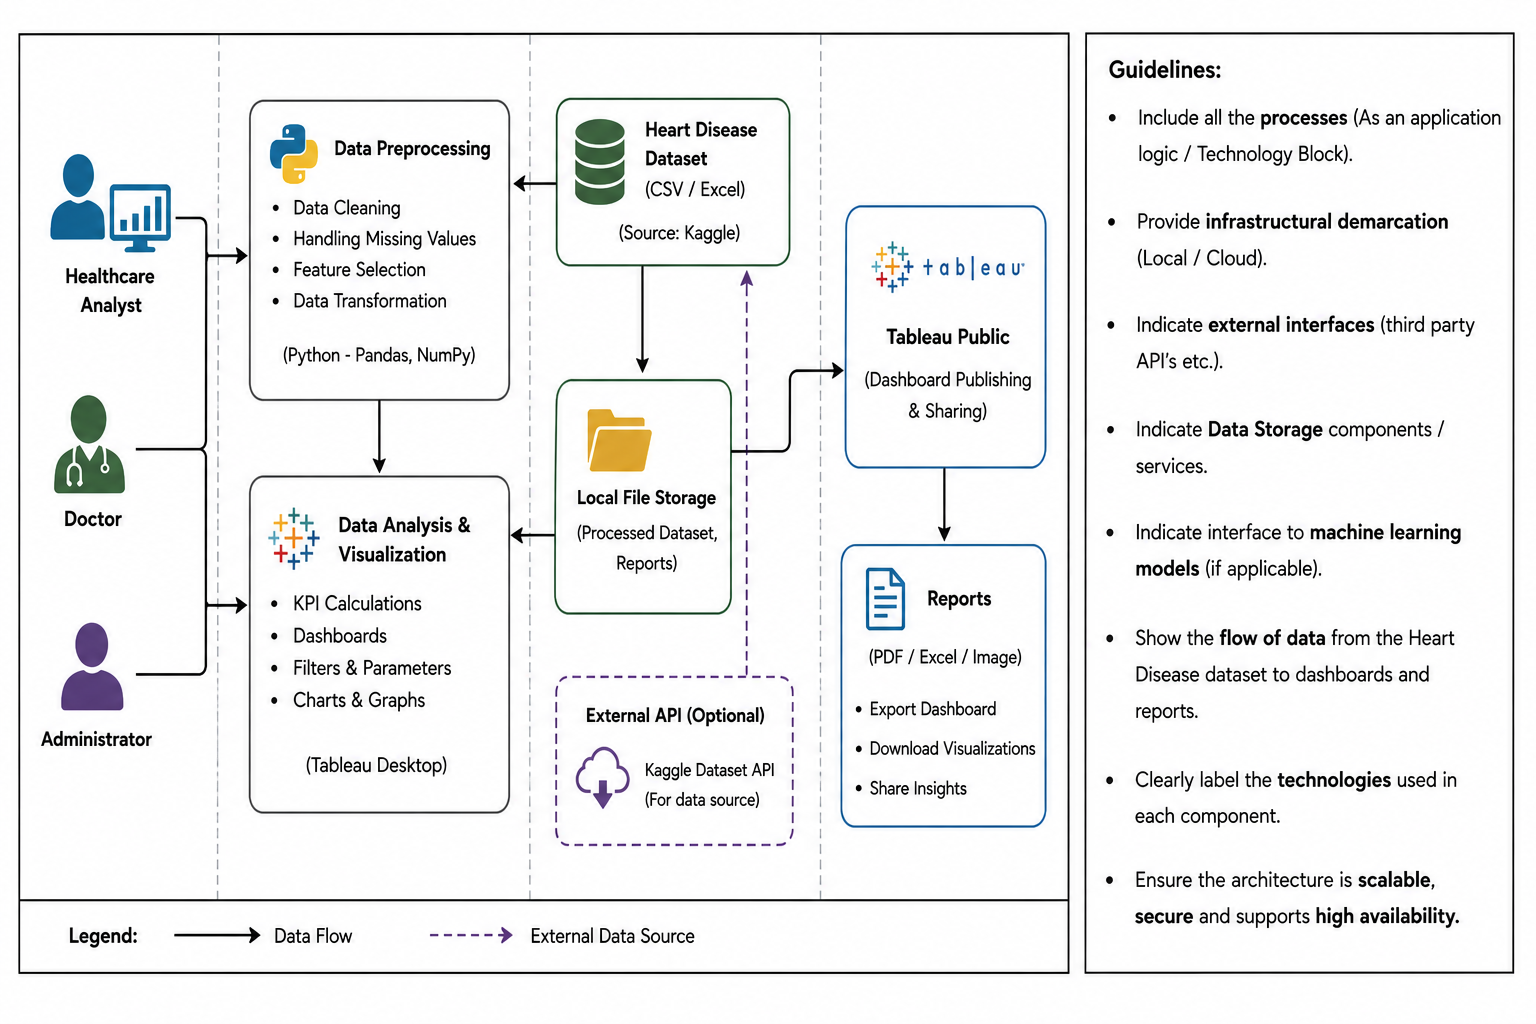 Healthcare
Analyst
Doctor
Administrator
Data Preprocessing
• Data Cleaning
• Handling Missing Values
• Feature Selection
• Data Transformation
(Python - Pandas, NumPy)
Data Analysis &
Visualization
• KPI Calculations
• Dashboards
• Filters & Parameters
• Charts & Graphs
(Tableau Desktop)
Heart Disease
Dataset
(CSV / Excel)
(Source: Kaggle)
Local File Storage
(Processed Dataset,
Reports)
External API (Optional)
Kaggle Dataset API
(For data source)
tableau
Tableau Public
(Dashboard Publishing
& Sharing)
Reports
(PDF / Excel / Image)
• Export Dashboard
• Download Visualizations
• Share Insights
Legend:
Data Flow
External Data Source
Guidelines:
• Include all the processes (As an application
logic / Technology Block).
• Provide infrastructural demarcation
(Local / Cloud).
• Indicate external interfaces (third party
API's etc.).
• Indicate Data Storage components /
services.
• Indicate interface to machine learning
models (if applicable).
• Show the flow of data from the Heart
Disease dataset to dashboards and
reports.
• Clearly label the technologies used in
each component.
• Ensure the architecture is scalable,
secure and supports high availability.